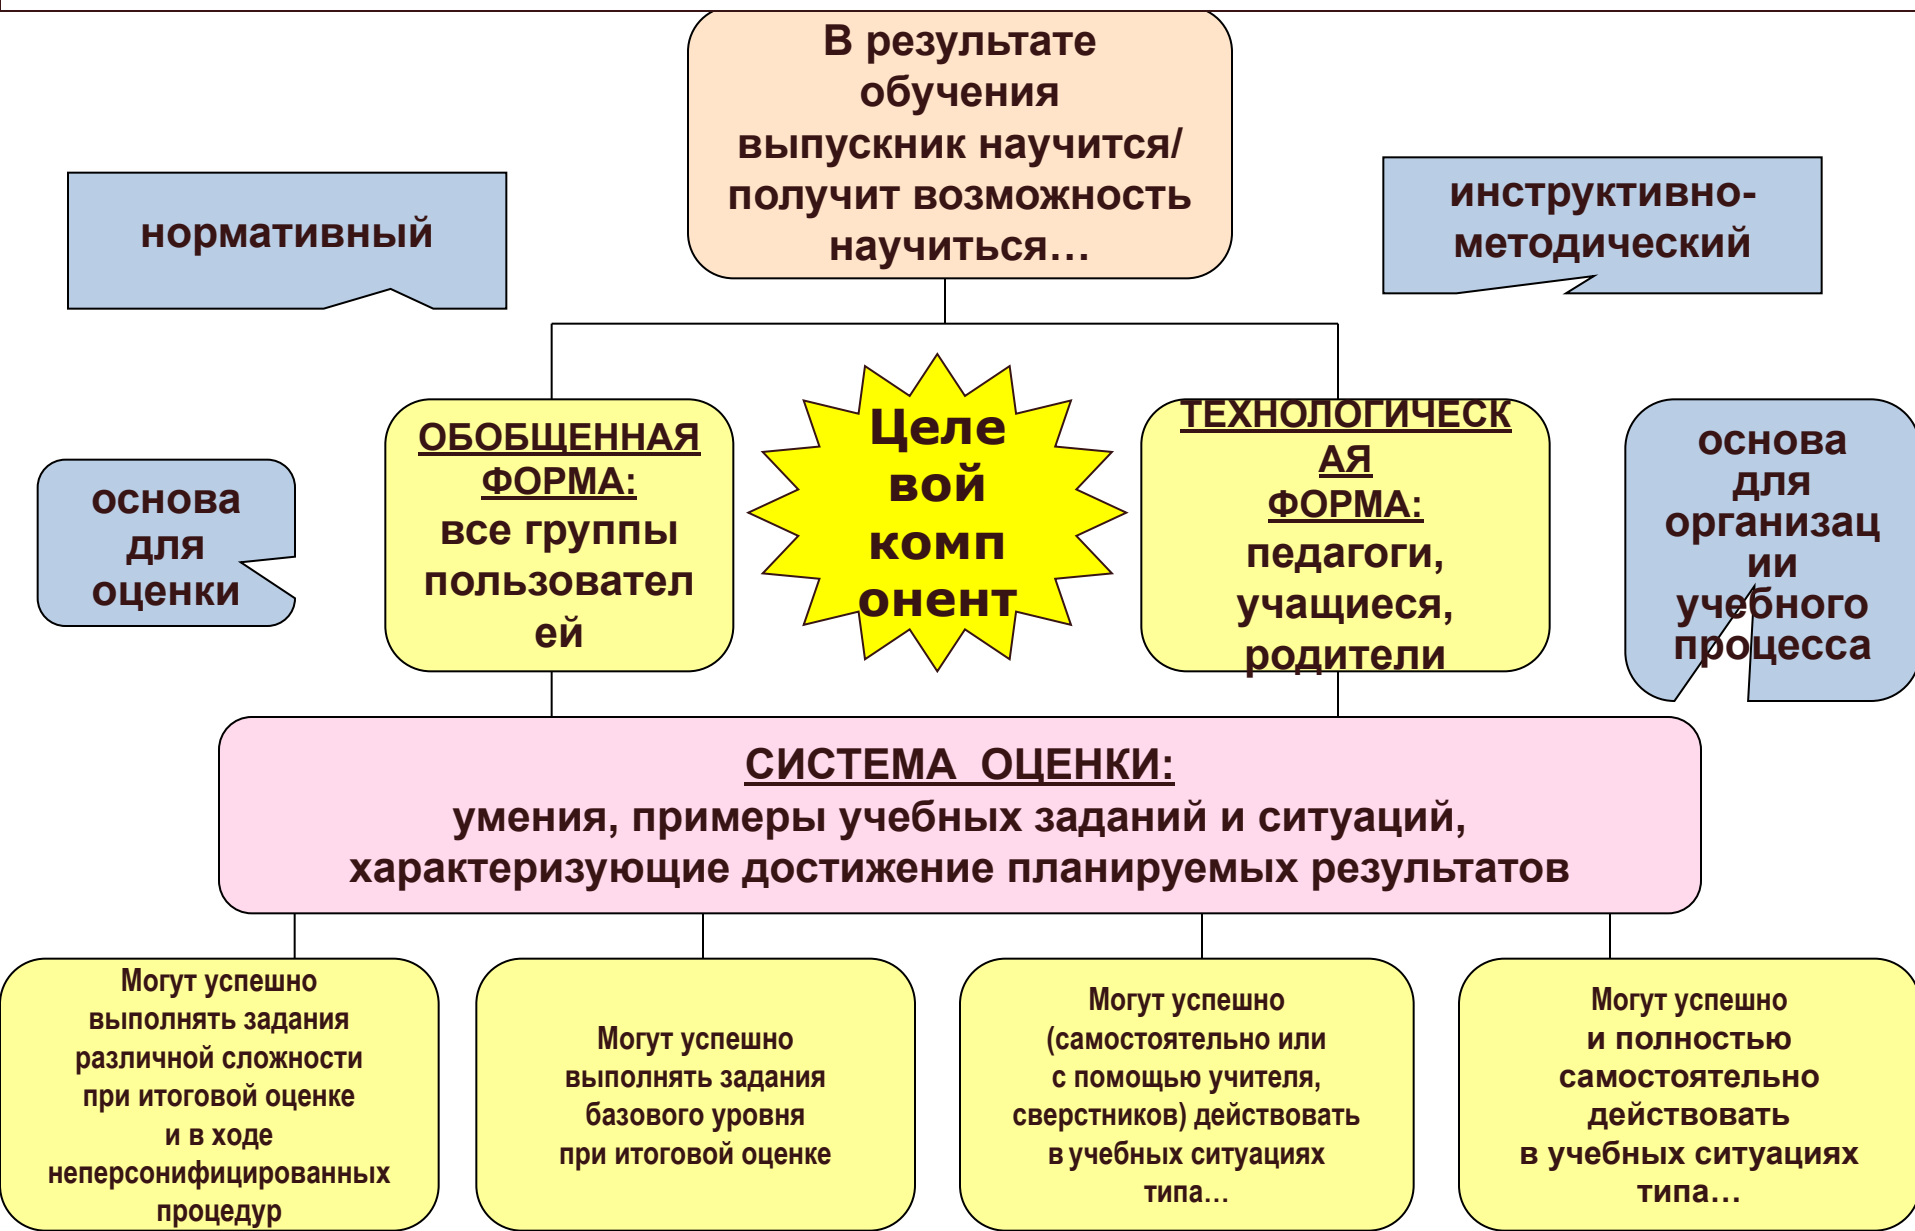 В результате
обучения
выпускник научится/
получит возможность
научиться…
нормативный
инструктивно-
методический
ОБОБЩЕННАЯ
ФОРМА:
все группы
пользовател
ей
Целе
вой
комп
онент
ТЕХНОЛОГИЧЕСК
АЯ
ФОРМА:
педагоги,
учащиеся,
родители
основа
для
оценки
основа
для
организац
ии
учебного
процесса
СИСТЕМА ОЦЕНКИ:
умения, примеры учебных заданий и ситуаций,
характеризующие достижение планируемых результатов
Могут успешно
выполнять задания
различной сложности
при итоговой оценке
и в ходе
неперсонифицированных
процедур
Могут успешно
выполнять задания
базового уровня
при итоговой оценке
Могут успешно
(самостоятельно или
с помощью учителя,
сверстников) действовать
в учебных ситуациях
типа…
Могут успешно
и полностью
самостоятельно
действовать
в учебных ситуациях
типа…